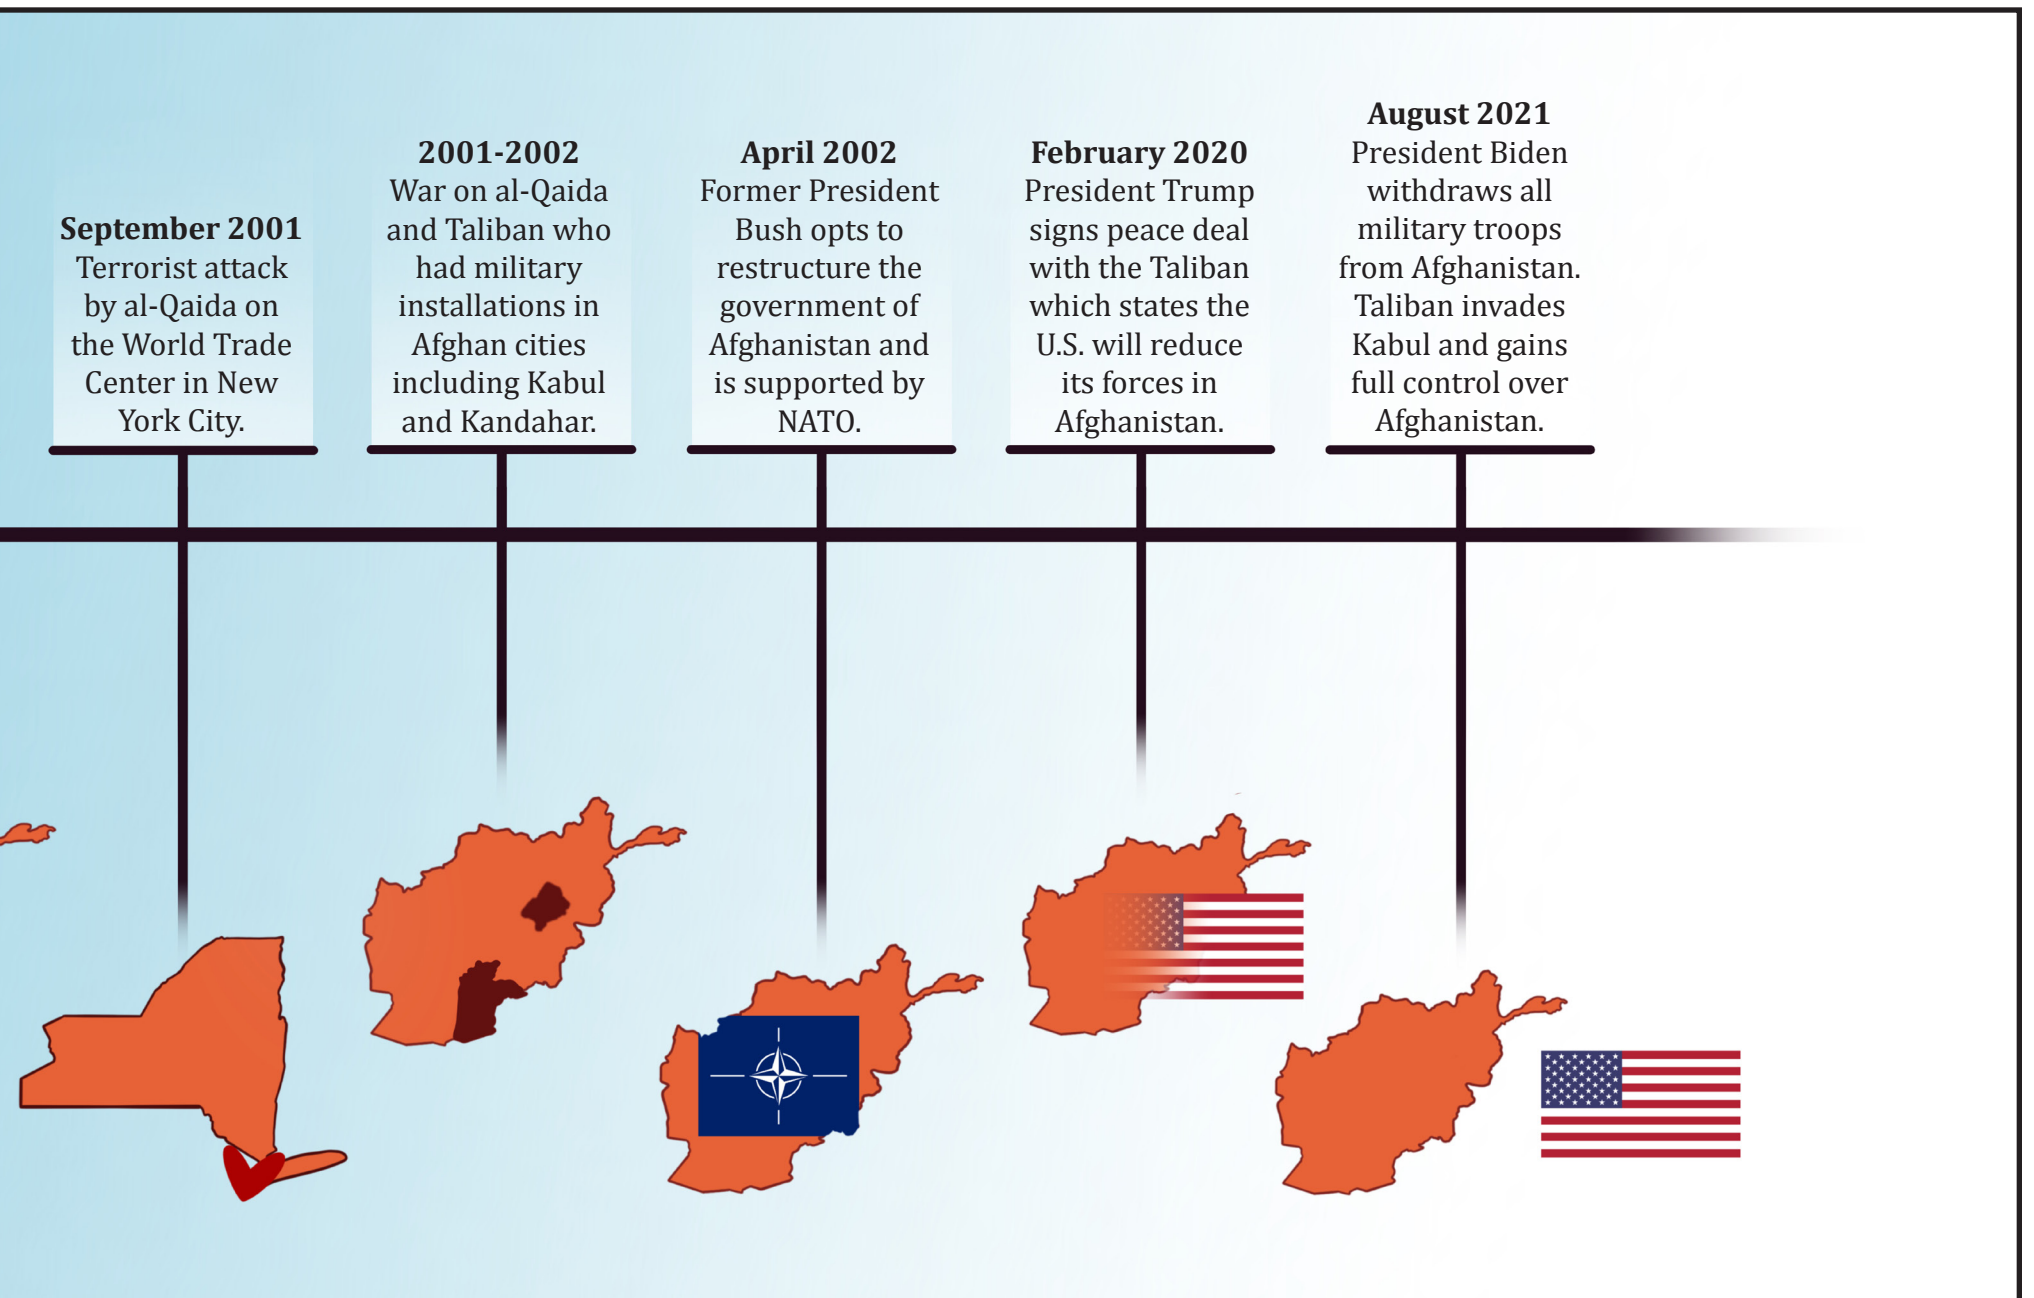 September 2001
Terrorist attack
by al-Qaida on
the World Trade
Center in New
York City.
2001-2002
War on al-Qaida
and Taliban who
had military
installations in
Afghan cities
including Kabul
and Kandahar.
April 2002
Former President
Bush opts to
restructure the
government of
Afghanistan and
is supported by
NATO.
February 2020
President Trump
signs peace deal
with the Taliban
which states the
U.S. will reduce
its forces in
Afghanistan.
August 2021
President Biden
withdraws all
military troops
from Afghanistan.
Taliban invades
Kabul and gains
full control over
Afghanistan.